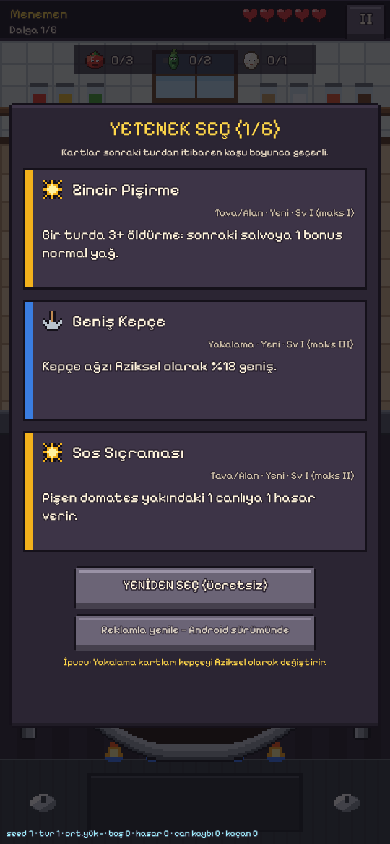 Menemen
II
Dalga 1/6
0/3 0/2 0/1
YETENEK SEÇ (1/6)
Kartlar sonraki turdan itibaren koşu boyunca geçerli.
Zincir Pişirme
Tava/Alan · Yeni · Sv I (maks I)
Bir turda 3+ öldürme: sonraki salvoya 1 bonus
normal yağ.
Geniş Kepçe
Yakalama · Yeni · Sv I (maks III)
Kepçe ağzı fiziksel olarak %18 geniş.
Sos Sıçraması
Tava/Alan · Yeni · Sv I (maks II)
Pişen domates yakındaki 1 canlıya 1 hasar
verir.
YENİDEN SEÇ (ücretsiz)
Reklamla yenile - Android sürümünde
İpucu: Yakalama kartları kepçeyi fiziksel olarak değiştirir.
seed 1 · tur 1 · ort.yük - · boş 0 · hasar 0 · can kaybı 0 · kaçan 0